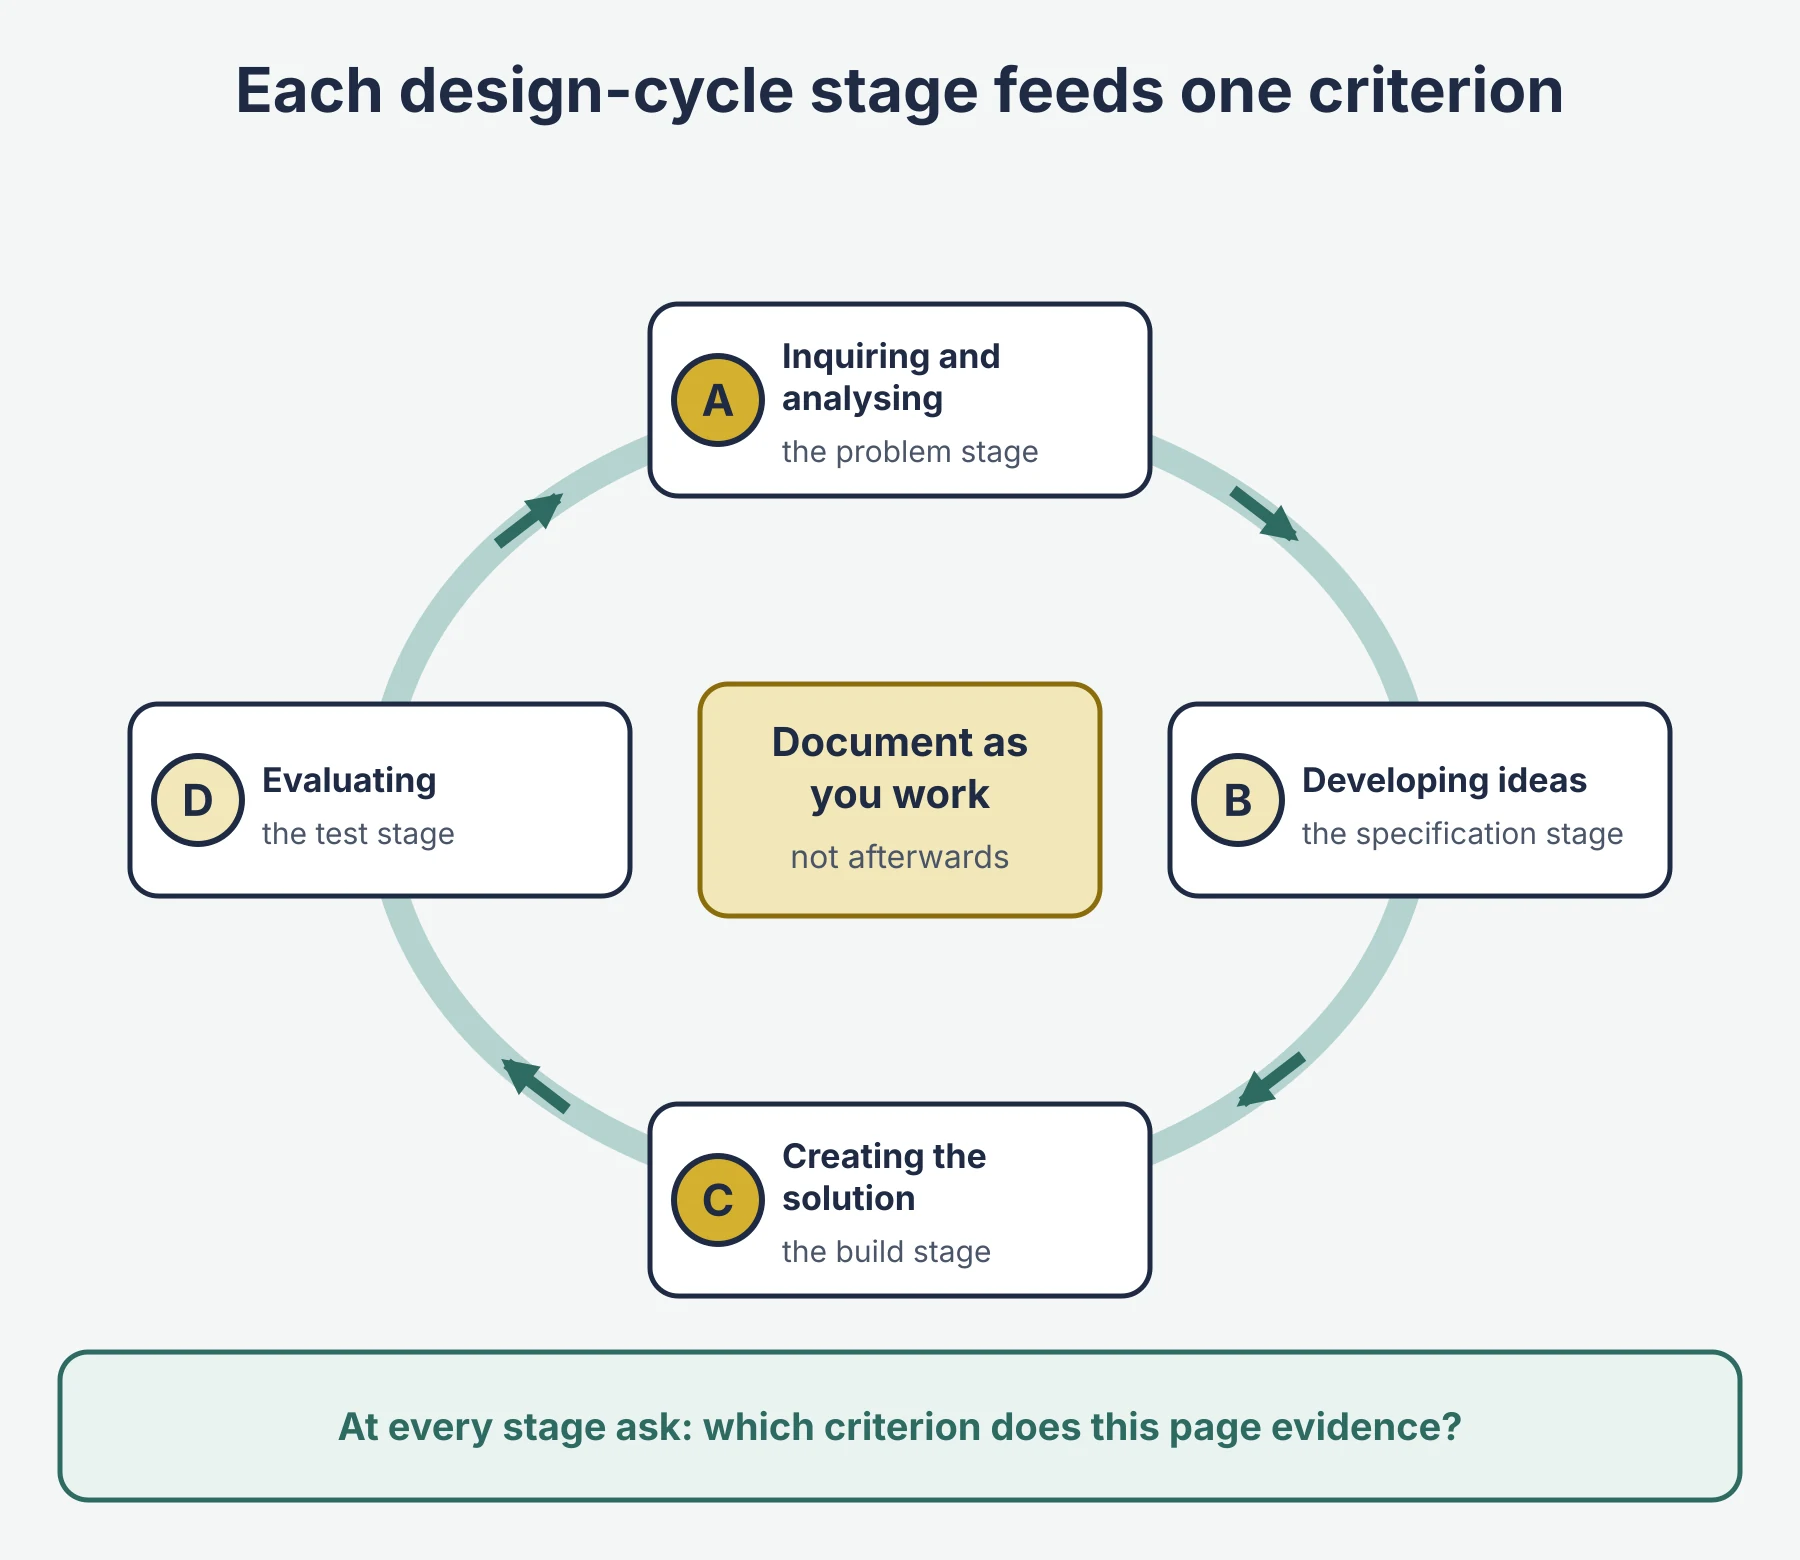 Each design-cycle stage feeds one criterion
A
Inquiring and
analysing
the problem stage
D
Evaluating
the test stage
Document as
you work
not afterwards
B
Developing ideas
the specification stage
C
Creating the
solution
the build stage
At every stage ask: which criterion does this page evidence?